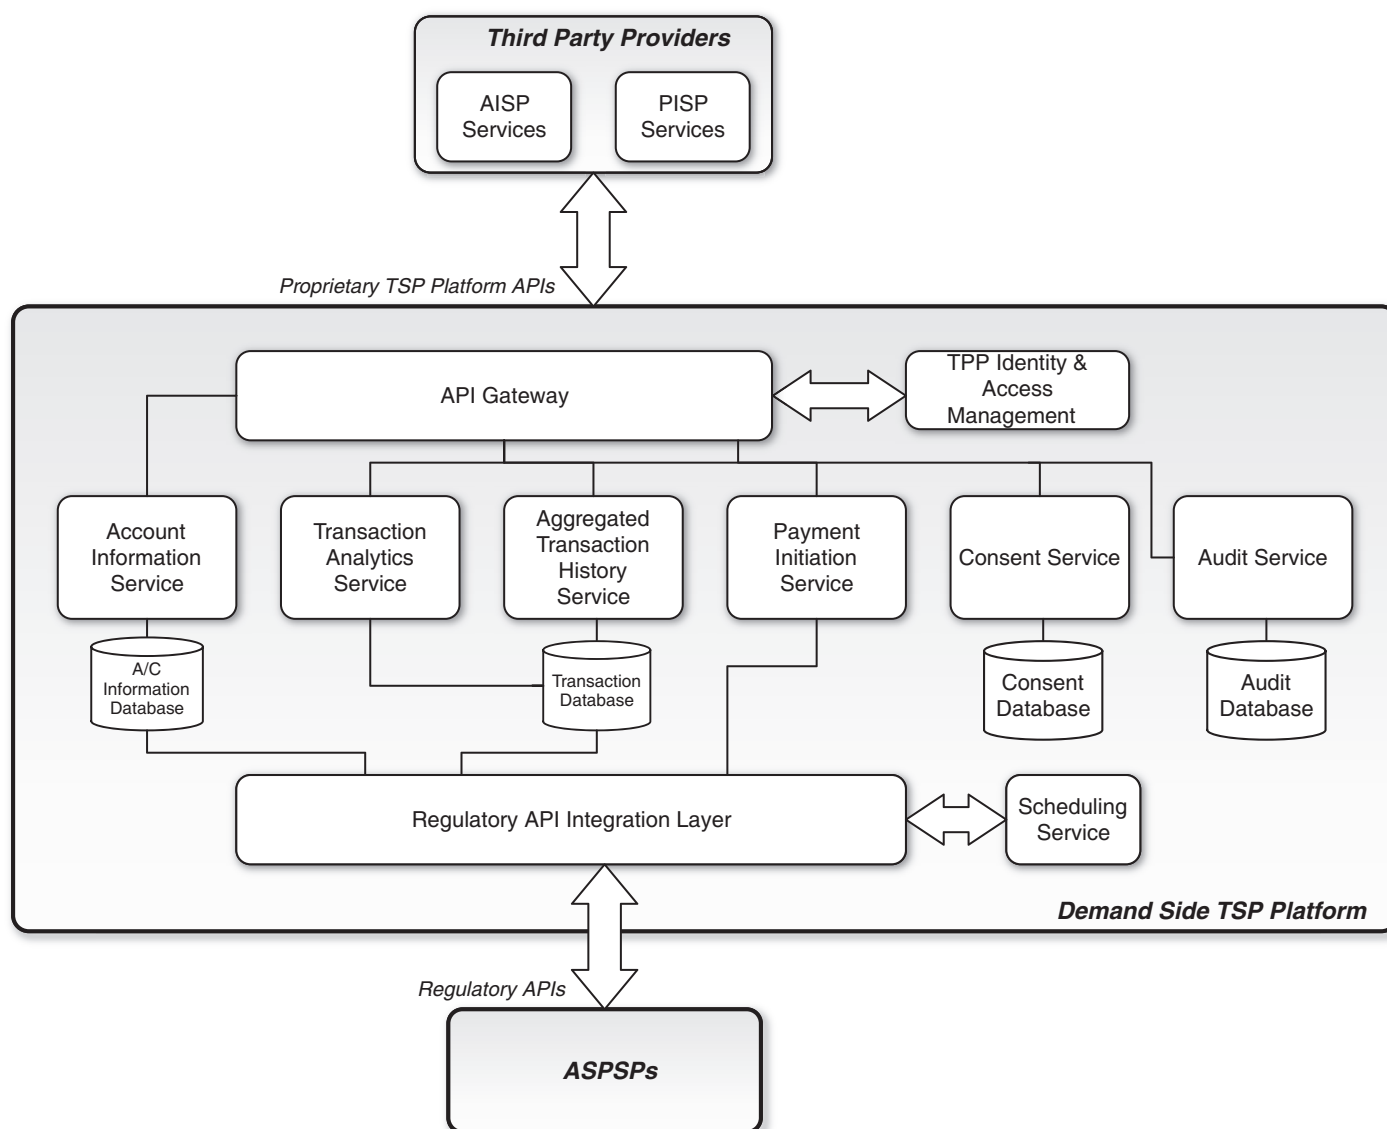 Third Party Providers
AISP
Services
PISP
Services
Proprietary TSP Platform APIs
API Gateway
TPP Identity &
Access
Management
Account
Information
Service
Transaction
Analytics
Service
Aggregated
Transaction
History
Service
Payment
Initiation
Service
Consent Service
Audit Service
A/C
Information
Database
Transaction
Database
Consent
Database
Audit
Database
Regulatory API Integration Layer
Scheduling
Service
Demand Side TSP Platform
Regulatory APIs
ASPSPs